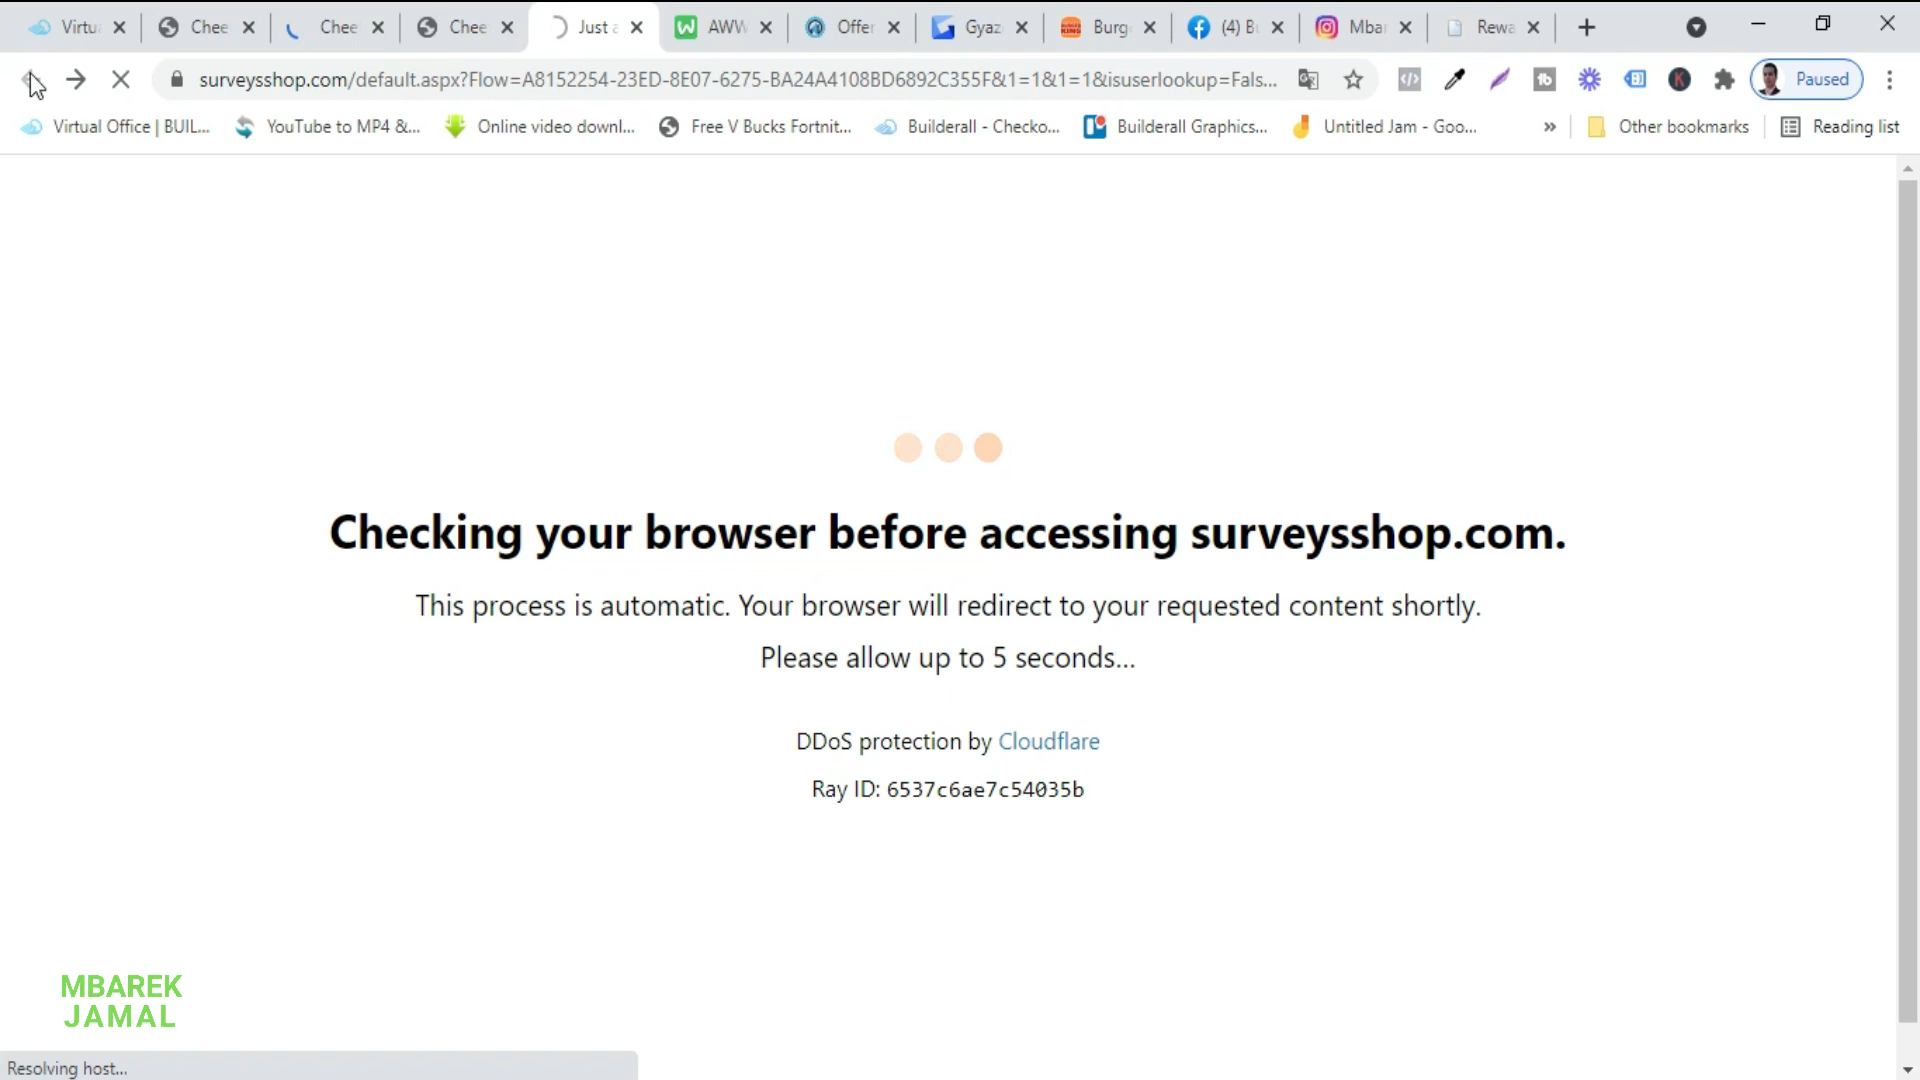 Virtu
Chee
Chee
Chee
Just a
AWW
Offer
Gyaz
Burg
(4) B
Mba
Rewa
surveysshop.com/default.aspx?Flow=A8152254-23ED-8E07-6275-BA24A4108BD6892C355F&1=1&1=1&isuserlookup=Fals...
Paused
Virtual Office | BUIL...
YouTube to MP4 &...
Online video downl...
Free V Bucks Fortnit...
Builderall - Checko...
Builderall Graphics...
Untitled Jam - Goo...
»
Other bookmarks
Reading list
Checking your browser before accessing surveysshop.com.
This process is automatic. Your browser will redirect to your requested content shortly.
Please allow up to 5 seconds...
DDoS protection by Cloudflare
Ray ID: 6537c6ae7c54035b
MBAREK
JAMAL
Resolving host...